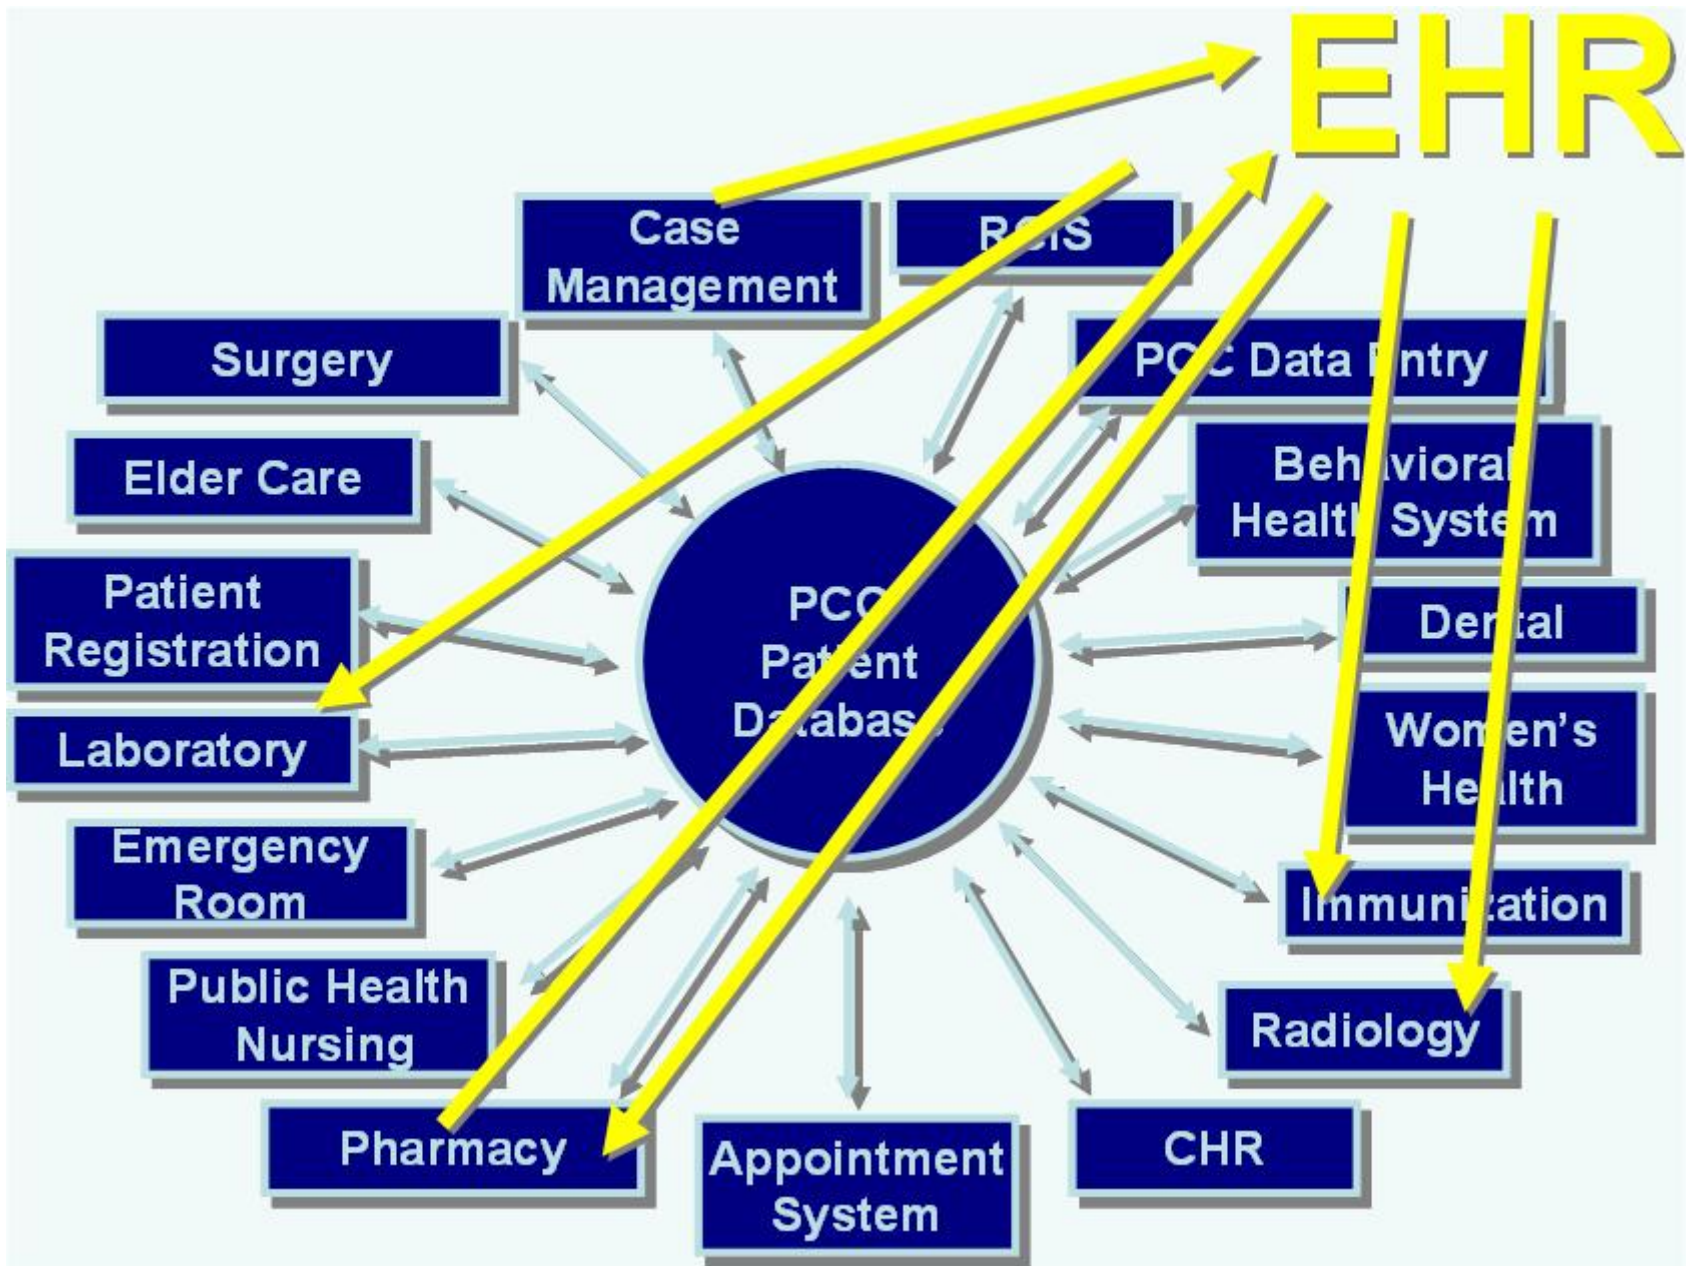 EHR
Case
Management
RCIS
Surgery
PCC Data Entry
Elder Care
Behavioral
Health System
Patient
Registration
PCC
Patient
Database
Dental
Laboratory
Women's
Health
Emergency
Room
Immunization
Public Health
Nursing
Radiology
Pharmacy
Appointment
System
CHR